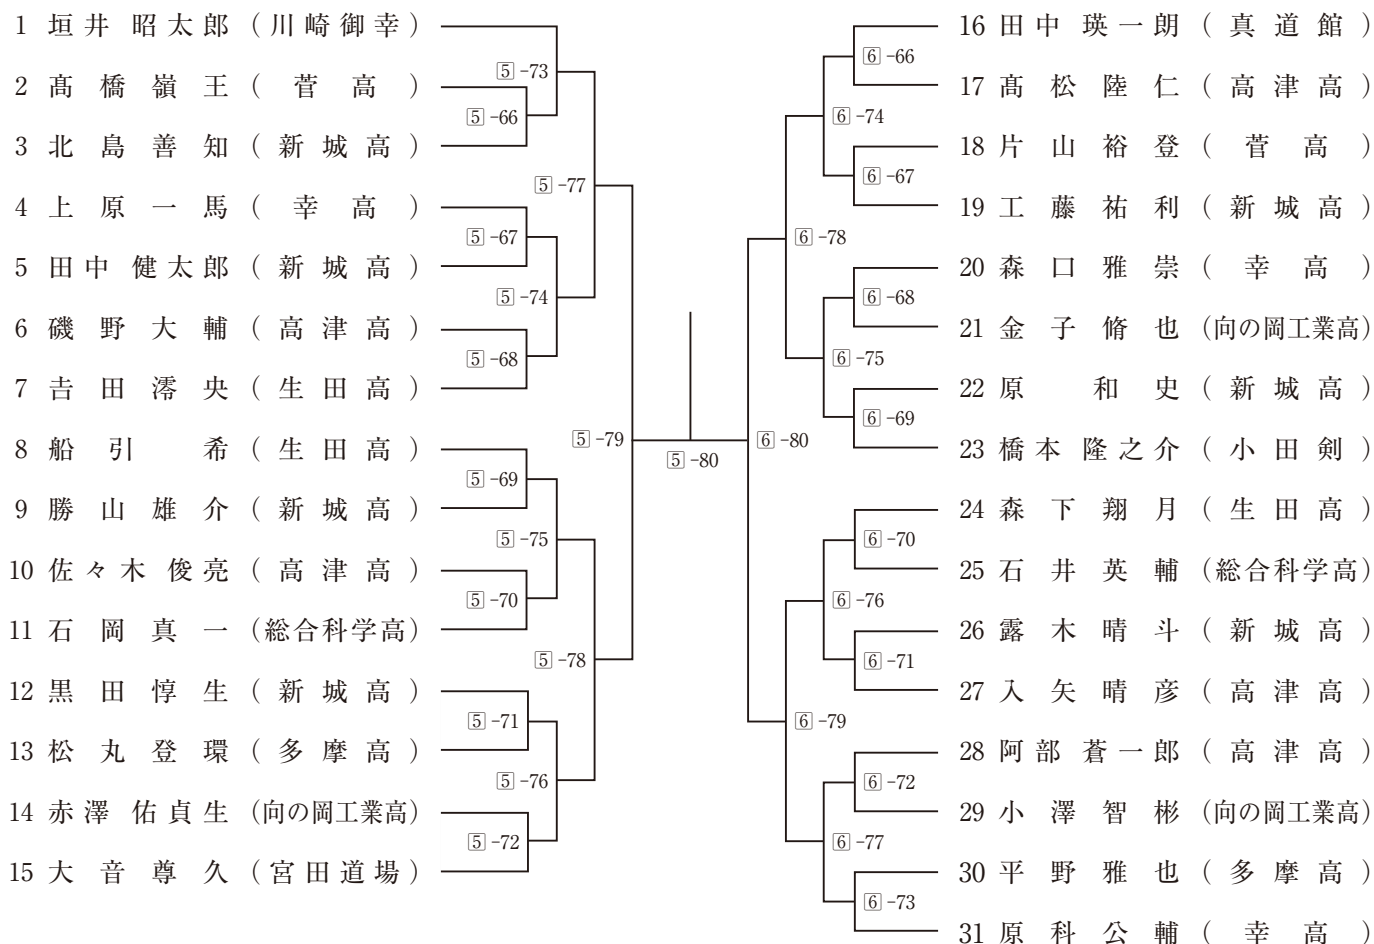 1 垣井 昭太郎 (川崎御幸)
2 髙橋嶺王 (菅高)
3 北島善知 (新城高)
4 上原一馬 (幸高)
5 田中 健太郎 (新城高)
6 磯野大輔 (高津高)
7 𠮷田澪央 (生田高)
8 船引 希 (生田高)
9 勝山雄介 (新城高)
10 佐々木 俊亮 (高津高)
11 石岡真一 (総合科学高)
12 黒田惇生 (新城高)
13 松丸登環 (多摩高)
14 赤澤 佑貞生 (向の岡工業高)
15 大音尊久 (宮田道場)
5 -73
5 -66
5 -77
5 -67
5 -74
5 -68
5 -79
5 -69
5 -75
5 -70
5 -78
5 -71
5 -76
5 -72
5 -80
6 -66
6 -74
6 -67
6 -78
6 -68
6 -75
6 -69
6 -80
6 -70
6 -76
6 -71
6 -79
6 -72
6 -77
6 -73
16 田中 瑛一朗 (真道館)
17 髙松陸仁 (高津高)
18 片山裕登 (菅高)
19 工藤祐利 (新城高)
20 森口雅崇 (幸高)
21 金子脩也 (向の岡工業高)
22 原 和史 (新城高)
23 橋本 隆之介 (小田剣)
24 森下翔月 (生田高)
25 石井英輔 (総合科学高)
26 露木晴斗 (新城高)
27 入矢晴彦 (高津高)
28 阿部 蒼一郎 (高津高)
29 小澤智彬 (向の岡工業高)
30 平野雅也 (多摩高)
31 原科公輔 (幸高)